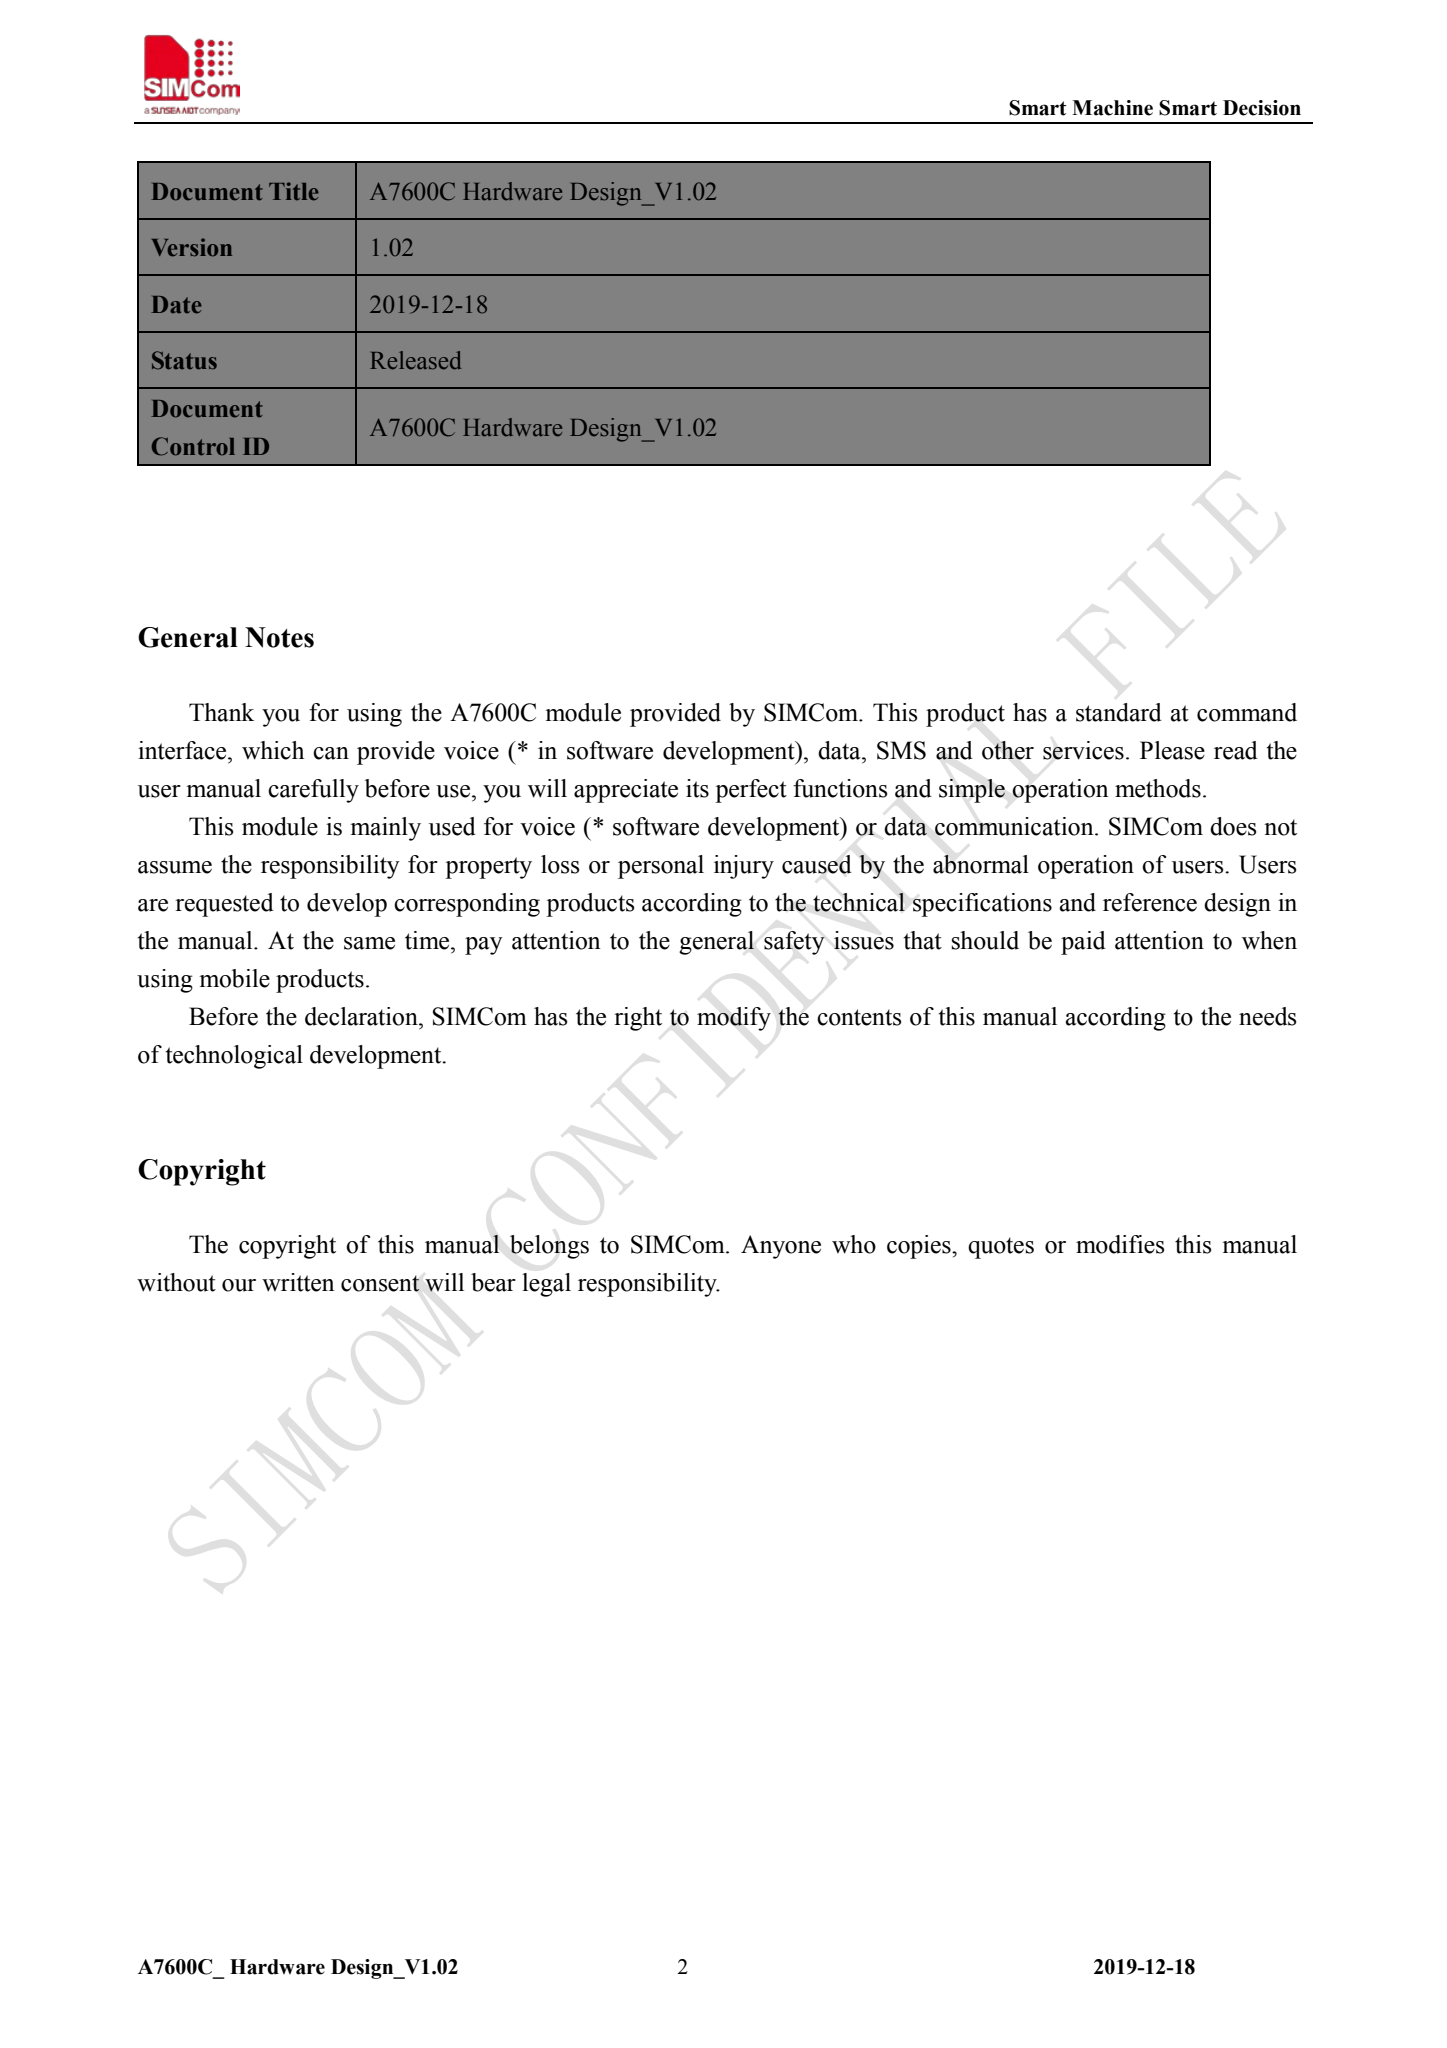 SIMCom
a SUNSEA AIOT company
Smart Machine Smart Decision
Document Title A7600C Hardware Design_V1.02
Version 1.02
Date 2019-12-18
Status Released
Document
Control ID A7600C Hardware Design_V1.02
General Notes
Thank you for using the A7600C module provided by SIMCom. This product has a standard at command
interface, which can provide voice (* in software development), data, SMS and other services. Please read the
user manual carefully before use, you will appreciate its perfect functions and simple operation methods.
This module is mainly used for voice (* software development) or data communication. SIMCom does not
assume the responsibility for property loss or personal injury caused by the abnormal operation of users. Users
are requested to develop corresponding products according to the technical specifications and reference design in
the manual. At the same time, pay attention to the general safety issues that should be paid attention to when
using mobile products.
Before the declaration, SIMCom has the right to modify the contents of this manual according to the needs
of technological development.
Copyright
The copyright of this manual belongs to SIMCom. Anyone who copies, quotes or modifies this manual
without our written consent will bear legal responsibility.
SIMCOM CONFIDENTIAL FILE
A7600C_ Hardware Design_V1.02 2 2019-12-18